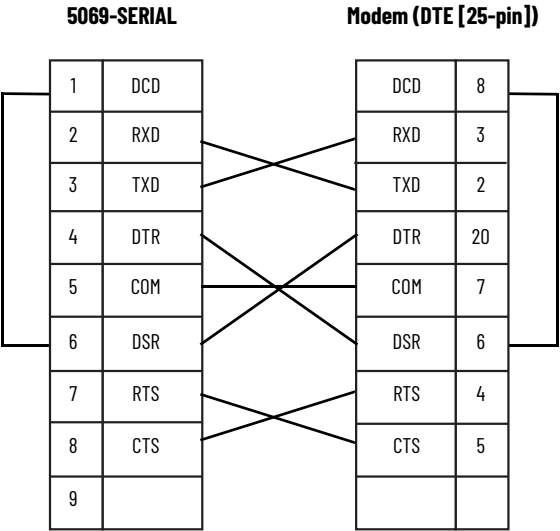 5069-SERIAL Modem (DTE [25-pin])
1 DCD DCD 8
2 RXD RXD 3
3 TXD TXD 2
4 DTR DTR 20
5 COM COM 7
6 DSR DSR 6
7 RTS RTS 4
8 CTS CTS 5
9